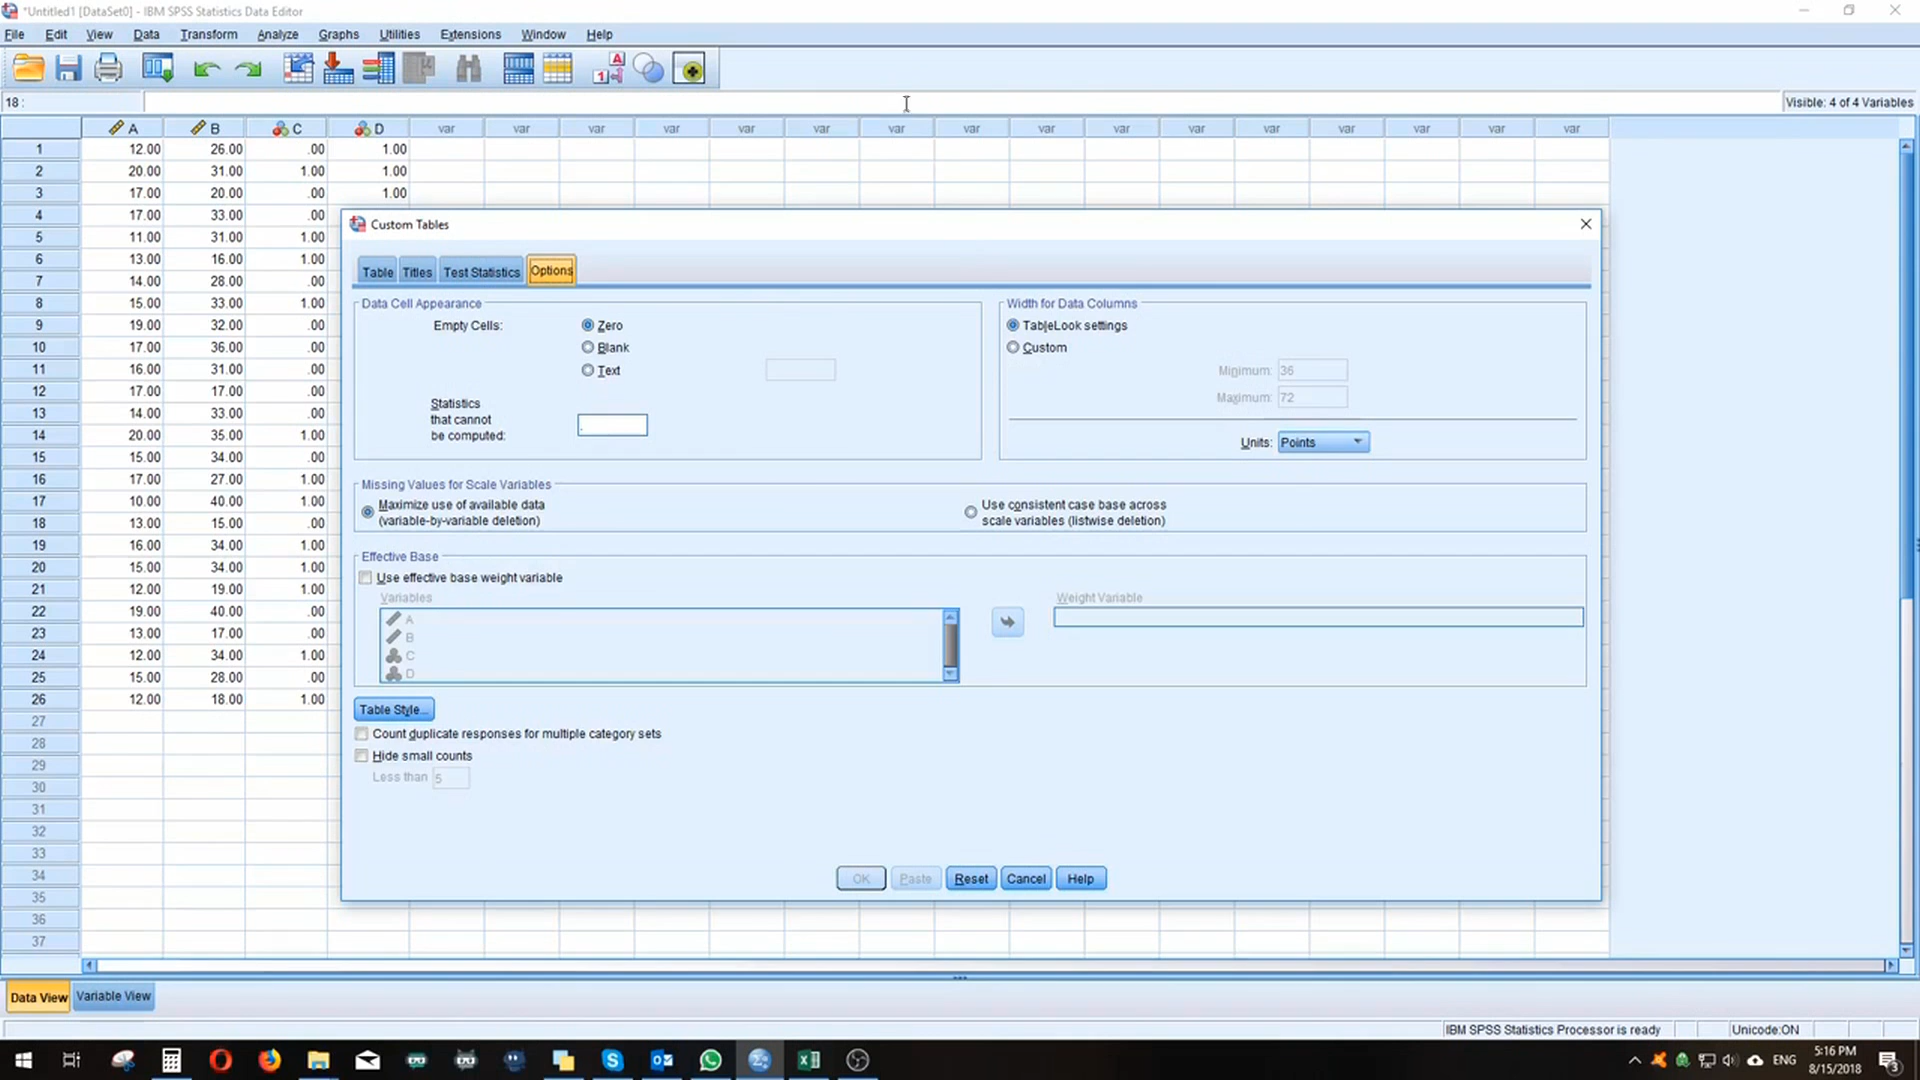 *Untitled1 [DataSet0] - IBM SPSS Statistics Data Editor
File Edit View Data Transform Analyze Graphs Utilities Extensions Window Help
18 : Visible: 4 of 4 Variables
A B C D var var var var var var var var var var var var var var var var
1 12.00 26.00 .00 1.00
2 20.00 31.00 1.00 1.00
3 17.00 20.00 .00 1.00
4 17.00 33.00 .00
5 11.00 31.00 1.00
6 13.00 16.00 1.00
7 14.00 28.00 .00
8 15.00 33.00 1.00
9 19.00 32.00 .00
10 17.00 36.00 .00
11 16.00 31.00 .00
12 17.00 17.00 .00
13 14.00 33.00 .00
14 20.00 35.00 1.00
15 15.00 34.00 .00
16 17.00 27.00 1.00
17 10.00 40.00 1.00
18 13.00 15.00 .00
19 16.00 34.00 1.00
20 15.00 34.00 1.00
21 12.00 19.00 1.00
22 19.00 40.00 .00
23 13.00 17.00 .00
24 12.00 34.00 1.00
25 15.00 28.00 .00
26 12.00 18.00 1.00
27
28
29
30
31
32
33
34
35
36
37
Custom Tables
Table Titles Test Statistics Options
Data Cell Appearance
Empty Cells: Zero
Blank
Text
Statistics
that cannot
be computed: .
Width for Data Columns
TableLook settings
Custom
Minimum: 36
Maximum: 72
Units: Points
Missing Values for Scale Variables
Maximize use of available data
(variable-by-variable deletion)
Use consistent case base across
scale variables (listwise deletion)
Effective Base
Use effective base weight variable
Variables
A
B
C
D
Weight Variable
Table Style...
Count duplicate responses for multiple category sets
Hide small counts
Less than 5
OK Paste Reset Cancel Help
Data View Variable View
IBM SPSS Statistics Processor is ready Unicode:ON
ENG
5:16 PM
8/15/2018
3